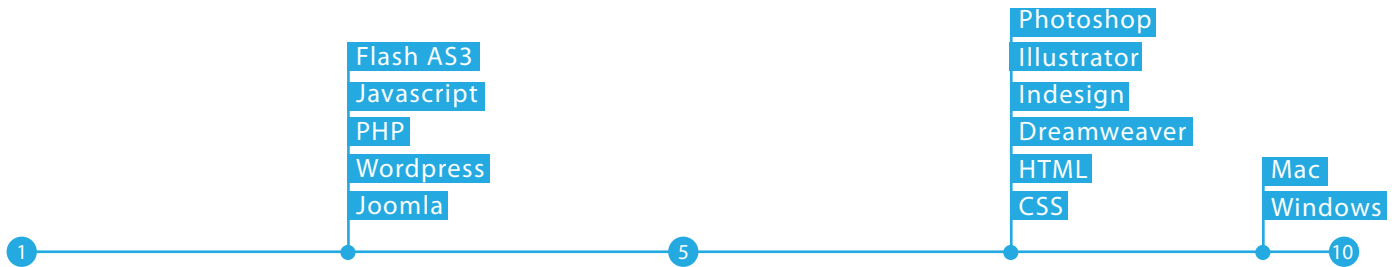 Flash AS3
Javascript
PHP
Wordpress
Joomla
Photoshop
Illustrator
Indesign
Dreamweaver
HTML
CSS
Mac
Windows
1
5
10